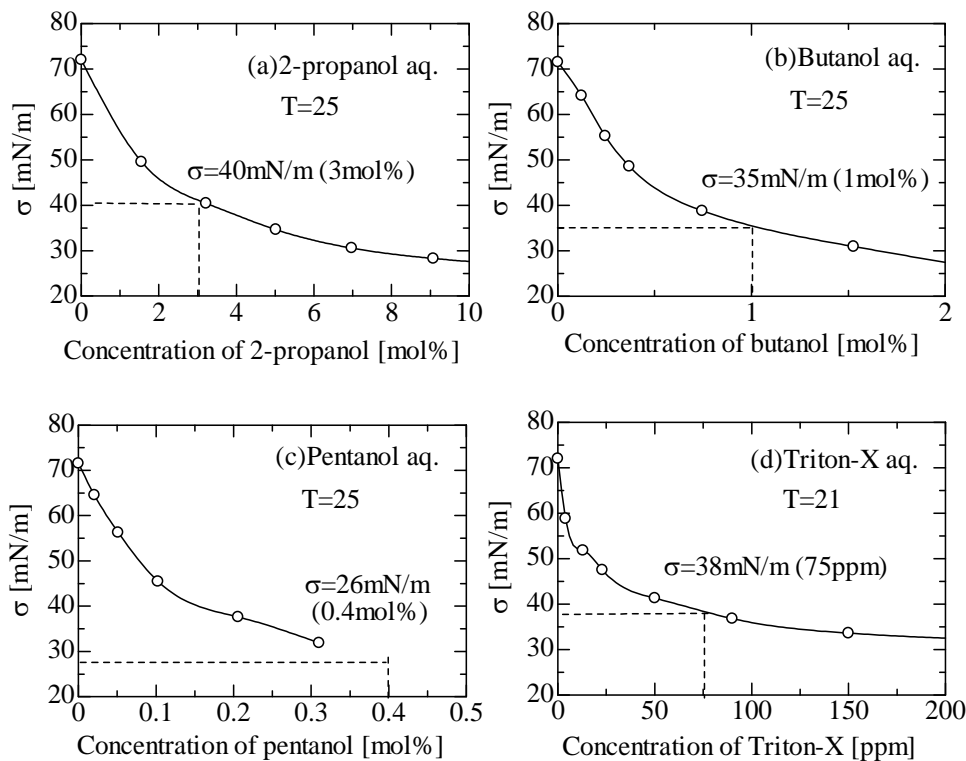 80
70
60
50
40
30
20
σ [mN/m]
(a)2-propanol aq.
T=25
σ=40mN/m (3mol%)
0 2 4 6 8 10
Concentration of 2-propanol [mol%]
80
70
60
50
40
30
20
σ [mN/m]
(b)Butanol aq.
T=25
σ=35mN/m (1mol%)
0 1 2
Concentration of butanol [mol%]
80
70
60
50
40
30
20
σ [mN/m]
(c)Pentanol aq.
T=25
σ=26mN/m
(0.4mol%)
0 0.1 0.2 0.3 0.4 0.5
Concentration of pentanol [mol%]
80
70
60
50
40
30
20
σ [mN/m]
(d)Triton-X aq.
T=21
σ=38mN/m (75ppm)
0 50 100 150 200
Concentration of Triton-X [ppm]